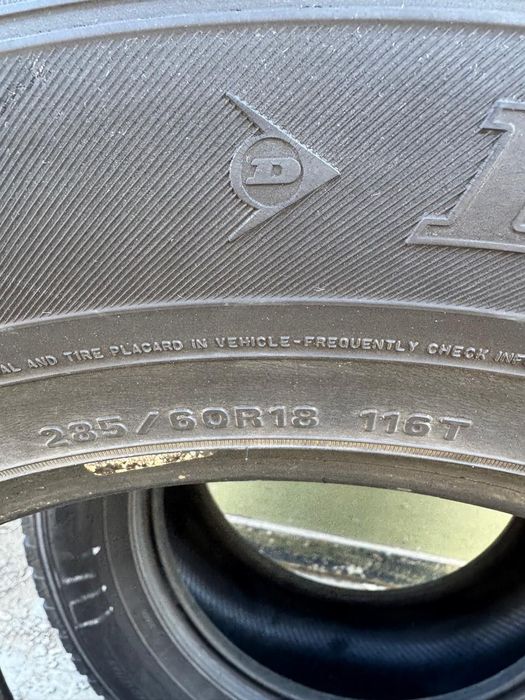 D
AL AND TIRE PLACARD IN VEHICLE-FREQUENTLY CHECK INF
285/60R18 116T